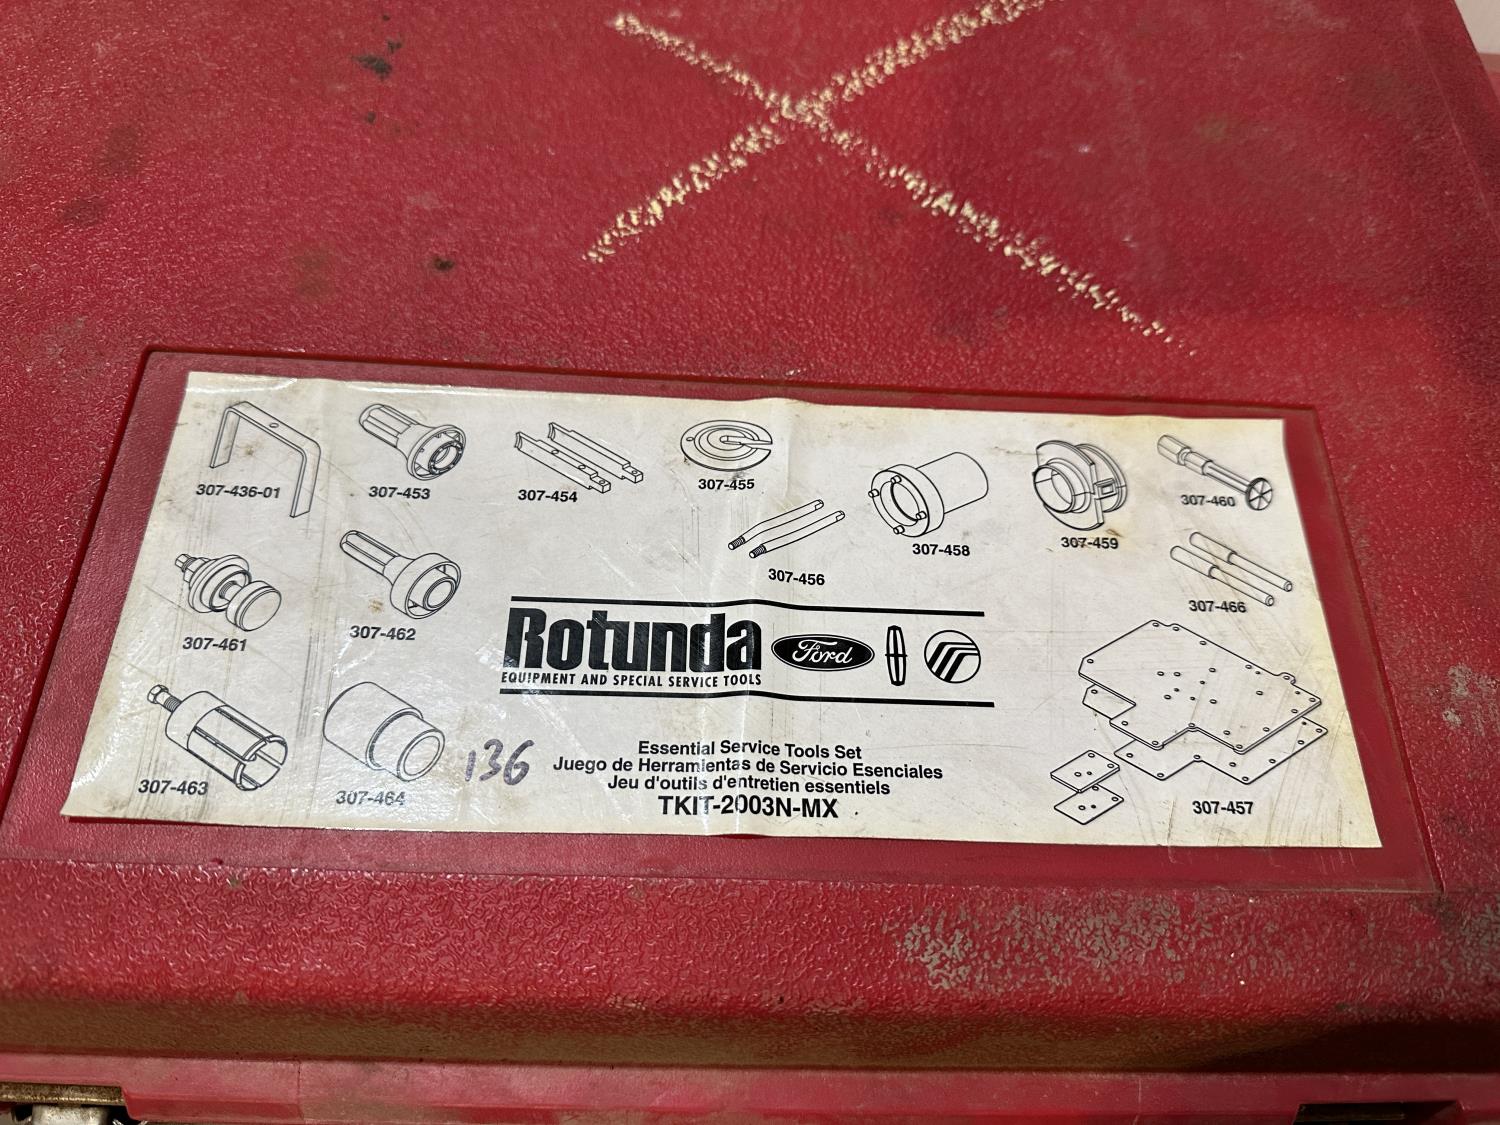 307-436-01
307-453
307-454
307-455
307-456
307-458
307-459
307-460
307-461
307-462
307-466
Rotunda
EQUIPMENT AND SPECIAL SERVICE TOOLS
Ford
307-463
307-464
136
Essential Service Tools Set
Juego de Herramientas de Servicio Esenciales
Jeu d'outils d'entretien essentiels
TKIT-2003N-MX
307-457